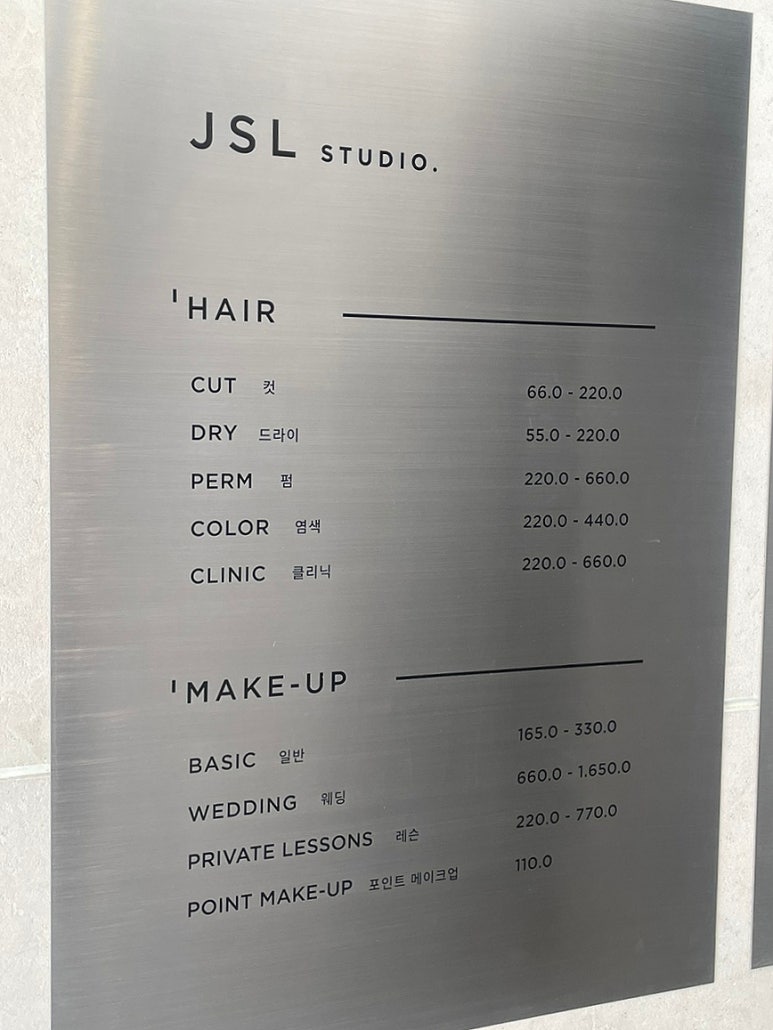 JSL STUDIO.
'HAIR
CUT 컷 66.0 - 220.0
DRY 드라이 55.0 - 220.0
PERM 펌 220.0 - 660.0
COLOR 염색 220.0 - 440.0
CLINIC 클리닉 220.0 - 660.0
'MAKE-UP
BASIC 일반 165.0 - 330.0
WEDDING 웨딩 660.0 - 1.650.0
PRIVATE LESSONS 레슨 220.0 - 770.0
POINT MAKE-UP 포인트 메이크업 110.0